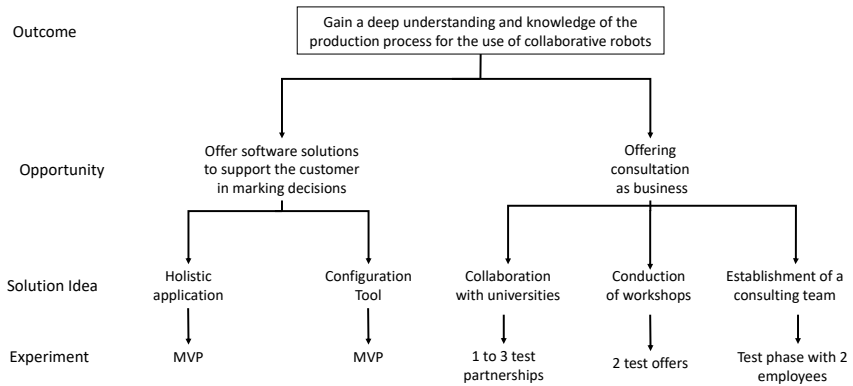 Outcome
Gain a deep understanding and knowledge of the
production process for the use of collaborative robots
Opportunity
Offer software solutions
to support the customer
in marking decisions
Offering
consultation
as business
Solution Idea
Holistic
application
Configuration
Tool
Collaboration
with universities
Conduction
of workshops
Establishment of a
consulting team
Experiment
MVP
MVP
1 to 3 test
partnerships
2 test offers
Test phase with 2
employees